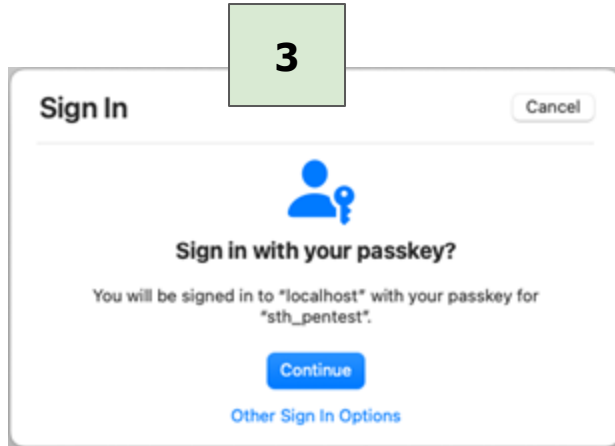 3
Sign In
Cancel
Sign in with your passkey?
You will be signed in to "localhost" with your passkey for
"sth_pentest".
Continue
Other Sign In Options